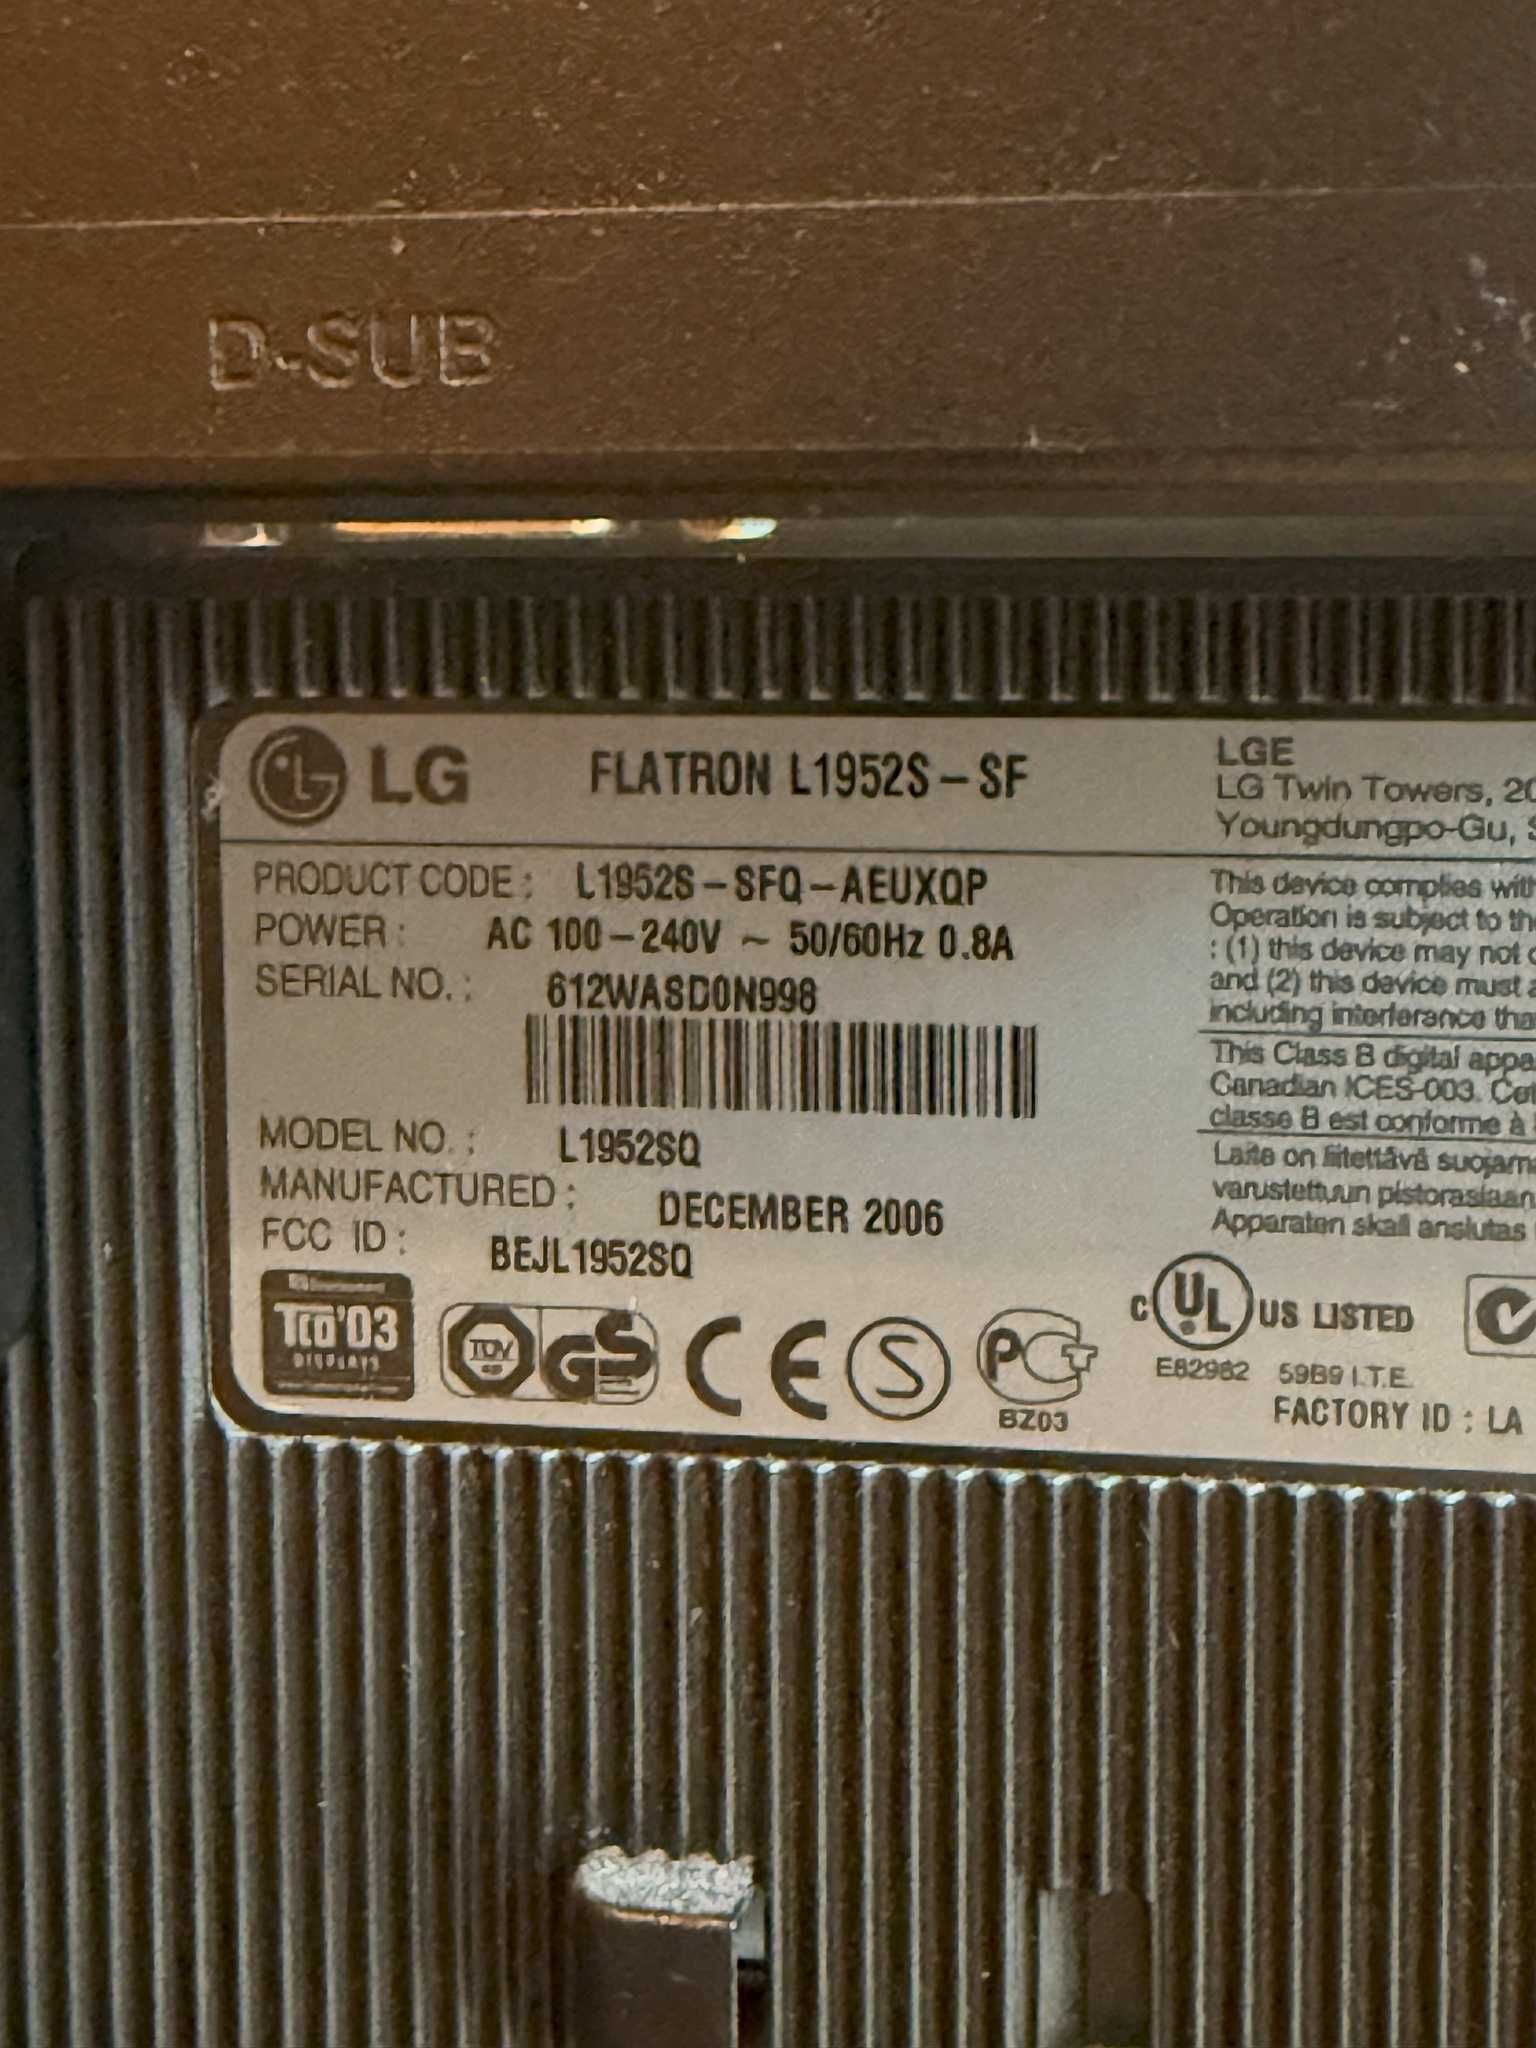 D-SUB
LG FLATRON L1952S-SF
LGE
LG Twin Towers, 20
Youngdungpo-Gu, S
PRODUCT CODE : L1952S-SFQ-AEUXQP
POWER : AC 100-240V ~ 50/60Hz 0.8A
SERIAL NO. : 612WASD0N998
MODEL NO. : L1952SQ
MANUFACTURED : DECEMBER 2006
FCC ID : BEJL1952SQ
This device complies with
Operation is subject to the
: (1) this device may not
and (2) this device must
including interference that
This Class B digital appa
Canadian ICES-003. Cet
classe B est conforme à
Laite on liitettävä suojama
varustettuun pistorasiaan
Apparaten skall anslutas
TCO'03
DISPLAYS
TÜV
GS
CE
S
PCT
BZ03
C UL US LISTED
E82982 59B9 I.T.E.
FACTORY ID : LA